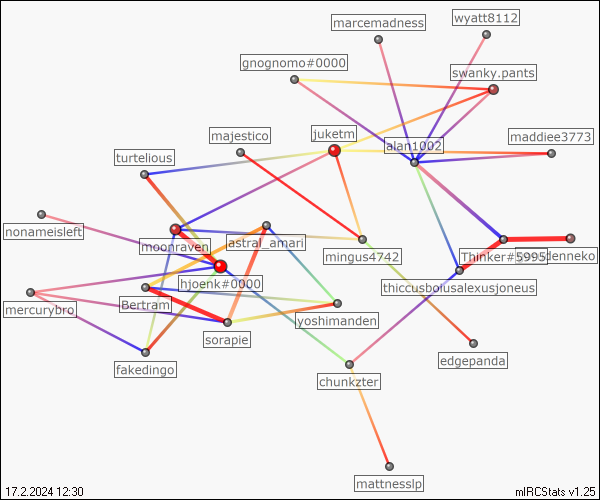 marcemadness
wyatt8112
gnognomo#0000
swanky.pants
majestico
juketm
alan1002
maddiee3773
turtelious
nonameisleft
moonraven
astral_amari
mingus4742
Thinker#5995
denneko
hjoenk#0000
thiccusbolusalexusjoneus
mercurybro
Bertram
sorapie
yoshimanden
edgepanda
fakedingo
chunkzter
mattnesslp
17.2.2024 12:30
mIRCStats v1.25